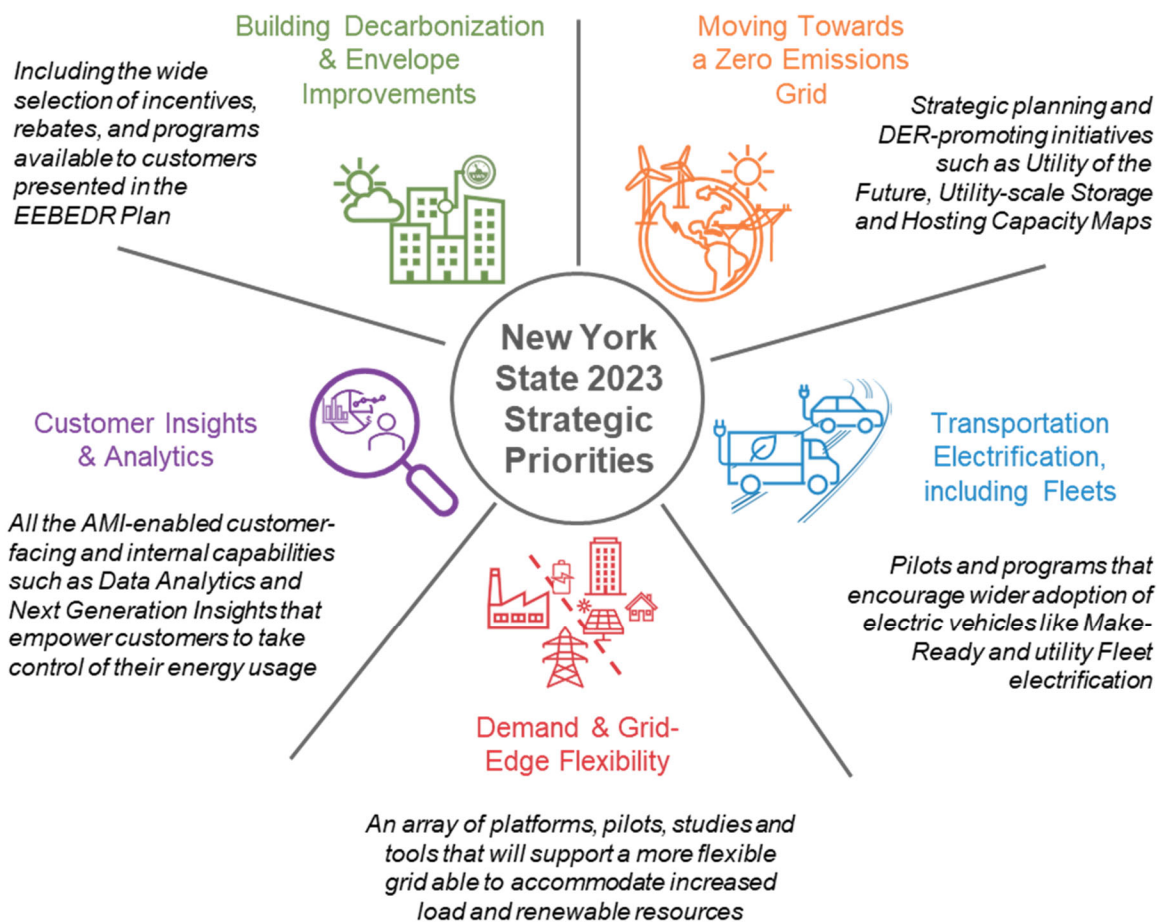 Building Decarbonization
& Envelope
Improvements
Including the wide
selection of incentives,
rebates, and programs
available to customers
presented in the
EEBEDR Plan
Moving Towards
a Zero Emissions
Grid
Strategic planning and
DER-promoting initiatives
such as Utility of the
Future, Utility-scale Storage
and Hosting Capacity Maps
New York
State 2023
Strategic
Priorities
Customer Insights
& Analytics
All the AMI-enabled customer-
facing and internal capabilities
such as Data Analytics and
Next Generation Insights that
empower customers to take
control of their energy usage
Transportation
Electrification,
including Fleets
Pilots and programs that
encourage wider adoption of
electric vehicles like Make-
Ready and utility Fleet
electrification
Demand & Grid-
Edge Flexibility
An array of platforms, pilots, studies and
tools that will support a more flexible
grid able to accommodate increased
load and renewable resources